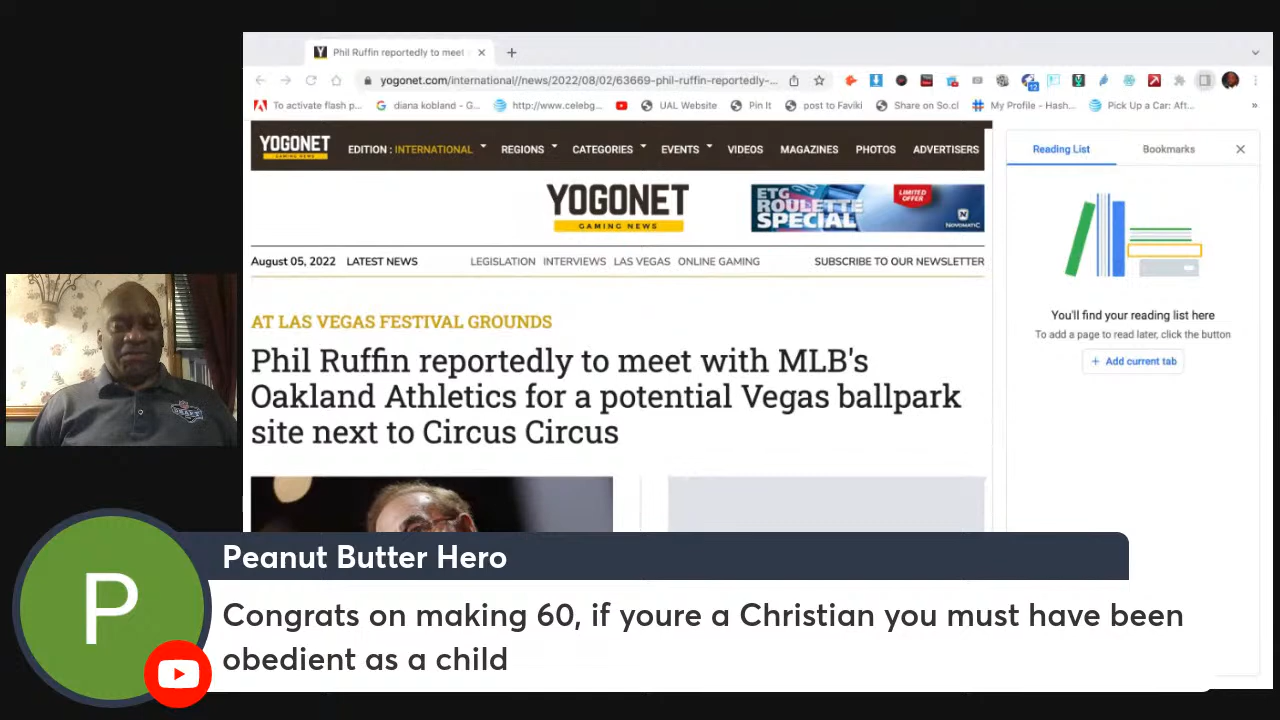 Phil Ruffin reportedly to meet
yogonet.com/international//news/2022/08/02/63669-phil-ruffin-reportedly-...
12
To activate flash p...
diana kobland - G...
http://www.celebg...
UAL Website
Pin It
post to Faviki
Share on So.cl
My Profile - Hash...
Pick Up a Car: Aft...
»
YOGONET
GAMING NEWS
EDITION : INTERNATIONAL
REGIONS
CATEGORIES
EVENTS
VIDEOS
MAGAZINES
PHOTOS
ADVERTISERS
Reading List
Bookmarks
YOGONET
GAMING NEWS
ETG
ROULETTE
SPECIAL
LIMITED
OFFER
NOVOMATIC
August 05, 2022
LATEST NEWS
LEGISLATION
INTERVIEWS
LAS VEGAS
ONLINE GAMING
SUBSCRIBE TO OUR NEWSLETTER
AT LAS VEGAS FESTIVAL GROUNDS
Phil Ruffin reportedly to meet with MLB's
Oakland Athletics for a potential Vegas ballpark
site next to Circus Circus
You'll find your reading list here
To add a page to read later, click the button
+ Add current tab
DRAFT
P
Peanut Butter Hero
Congrats on making 60, if youre a Christian you must have been
obedient as a child